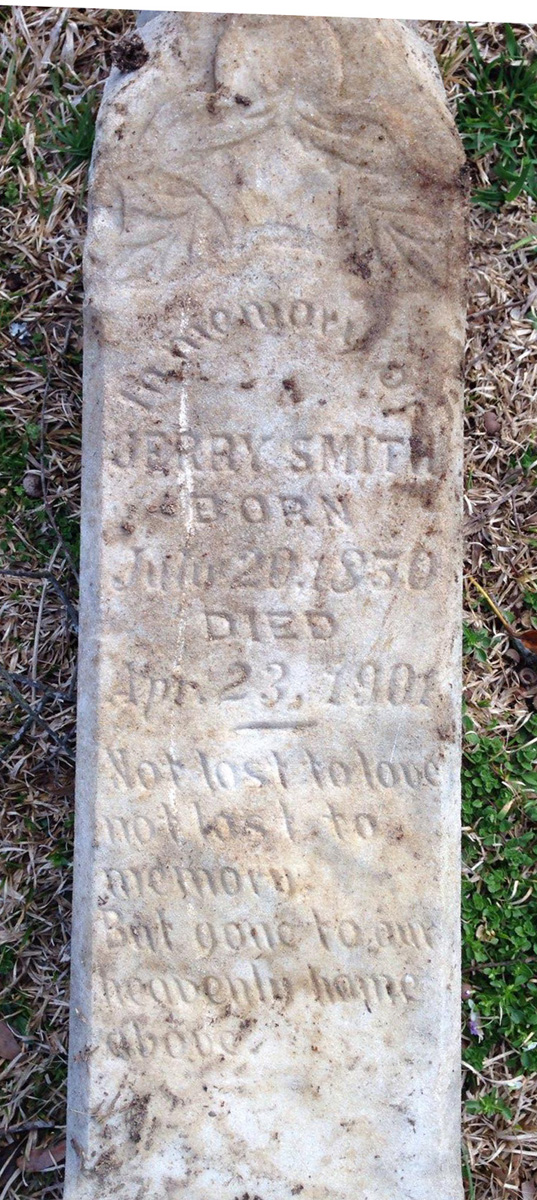 In memory of
JERRY SMITH
BORN
July 20, 1850
DIED
Apr. 23, 1901
Not lost to love
not lost to
memory.
But gone to our
heavenly home
above.